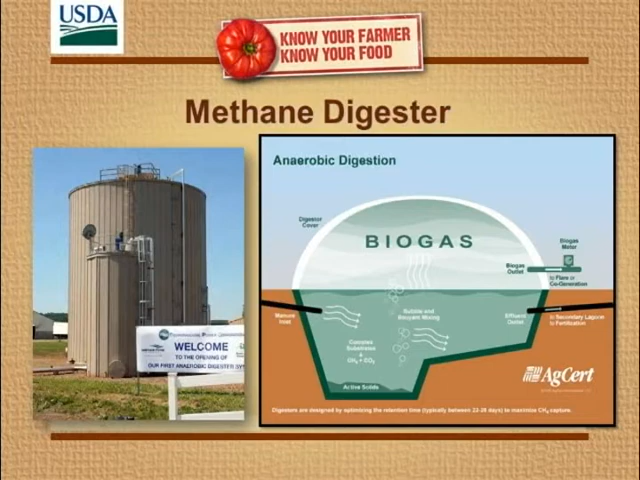 USDA
KNOW YOUR FARMER
KNOW YOUR FOOD
Methane Digester
WELCOME
TO THE OPENING OF
OUR FIRST ANAEROBIC DIGESTER
Anaerobic Digestion
Digestor
Cover
BIOGAS
Biogas
Meter
Biogas
Outlet
to Flare or
Co-Generation
Manure
Inlet
Bubble and
Buoyant Mixing
Effluent
Outlet
to Secondary Lagoon
to Fertilization
Complex
Substrates
CH4 + CO2
Active Solids
AgCert
Digesters are designed by optimizing the retention time (typically between 22-28 days) to maximize CH4 capture.